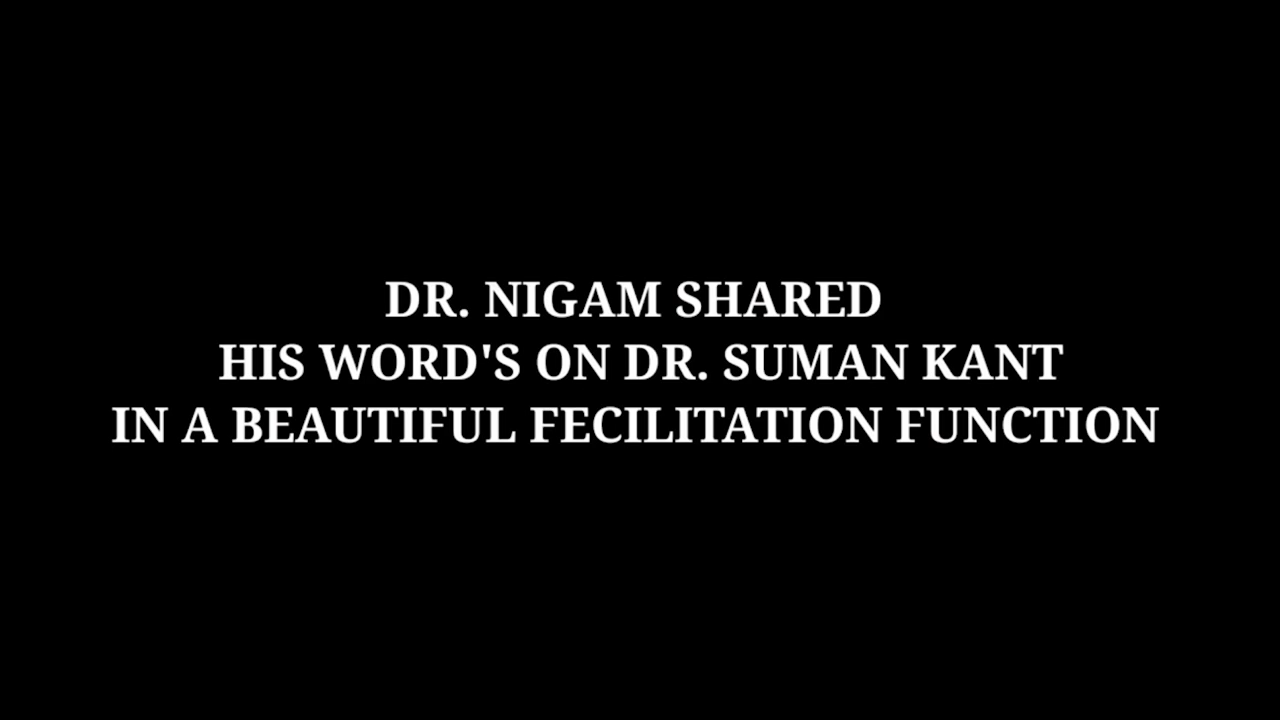 DR. NIGAM SHARED
HIS WORD'S ON DR. SUMAN KANT
IN A BEAUTIFUL FECILITATION FUNCTION